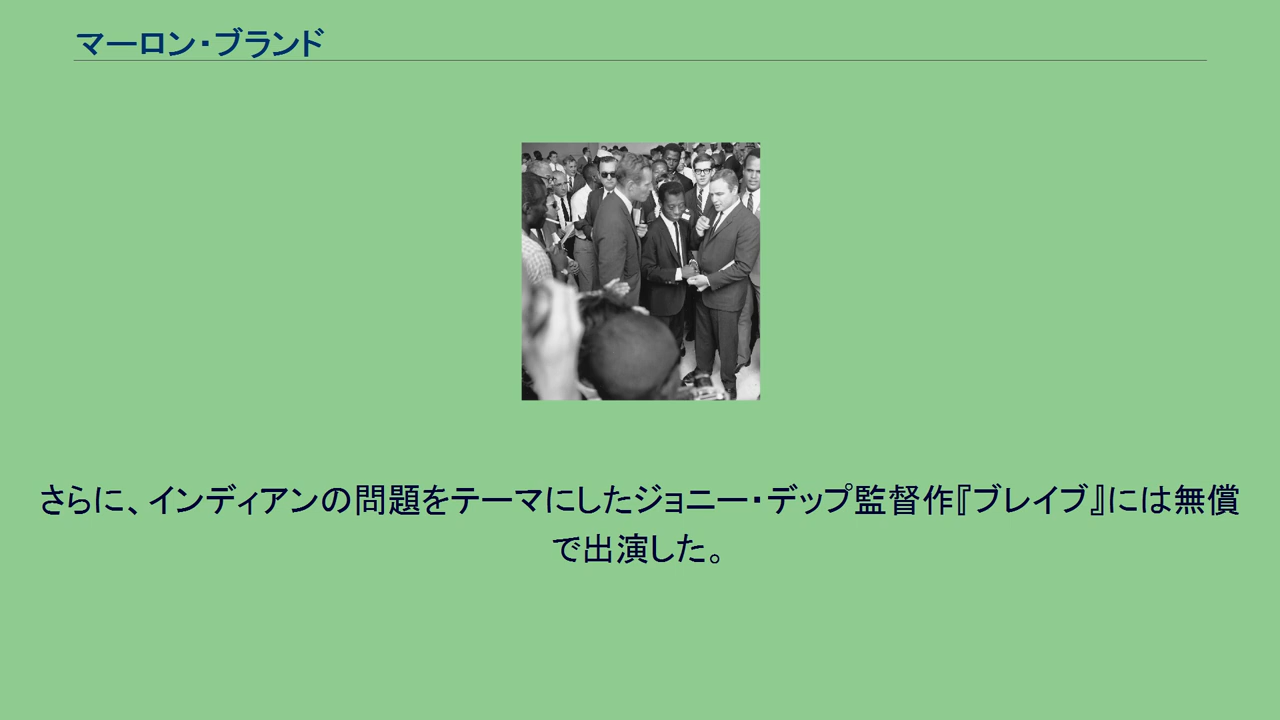 マーロン・ブランド
さらに、インディアンの問題をテーマにしたジョニー・デップ監督作『ブレイブ』には無償
で出演した。